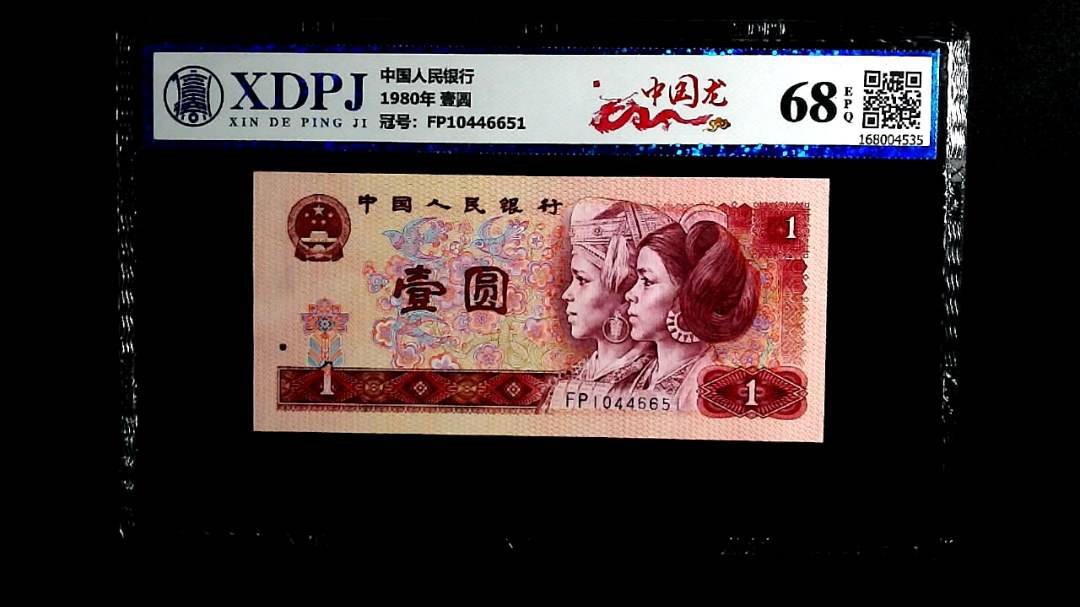 XDPJ
XIN DE PING JI
中国人民银行
1980年 壹圆
冠号：FP10446651
中国龙
68
EPQ
168004535
中国人民银行
1
壹圆
1
FP10446651
1